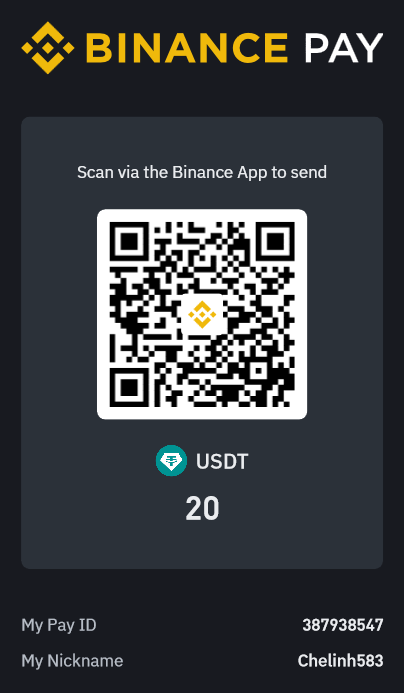 BINANCE PAY
Scan via the Binance App to send
USDT
20
My Pay ID 387938547
My Nickname Chelinh583